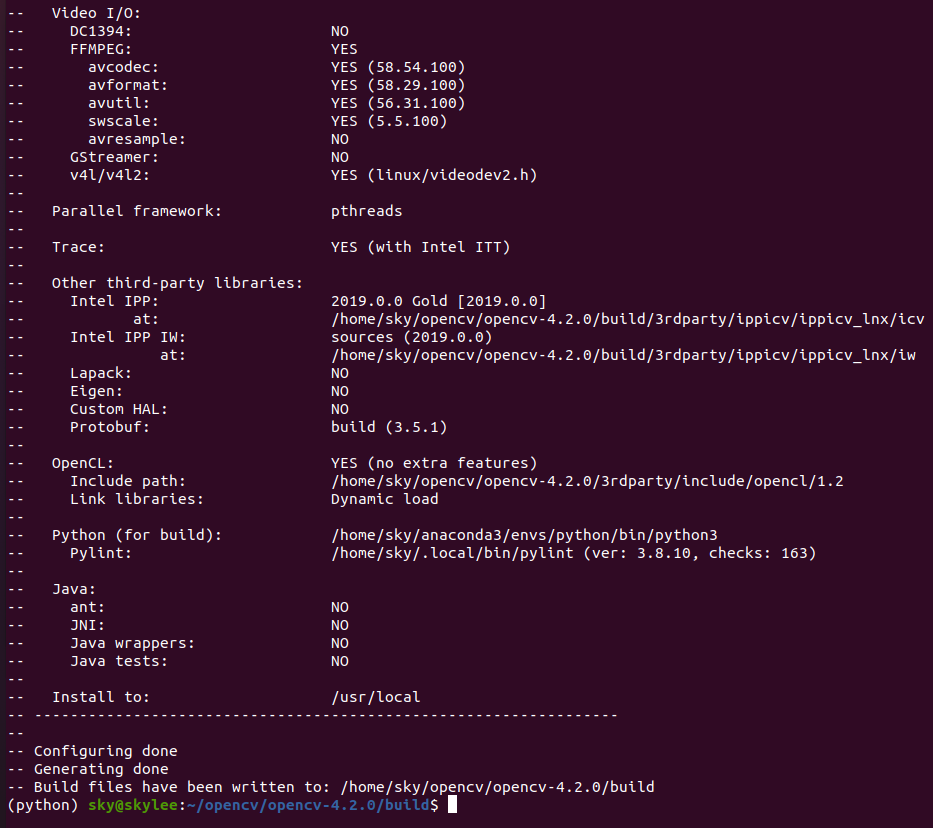 --   Video I/O:
--     DC1394:                      NO
--     FFMPEG:                      YES
--       avcodec:                   YES (58.54.100)
--       avformat:                  YES (58.29.100)
--       avutil:                    YES (56.31.100)
--       swscale:                   YES (5.5.100)
--       avresample:                NO
--     GStreamer:                   NO
--     v4l/v4l2:                    YES (linux/videodev2.h)
--
--   Parallel framework:            pthreads
--
--   Trace:                         YES (with Intel ITT)
--
--   Other third-party libraries:
--     Intel IPP:                   2019.0.0 Gold [2019.0.0]
--            at:                   /home/sky/opencv/opencv-4.2.0/build/3rdparty/ippicv/ippicv_lnx/icv
--     Intel IPP IW:                sources (2019.0.0)
--               at:                /home/sky/opencv/opencv-4.2.0/build/3rdparty/ippicv/ippicv_lnx/iw
--     Lapack:                      NO
--     Eigen:                       NO
--     Custom HAL:                  NO
--     Protobuf:                    build (3.5.1)
--
--   OpenCL:                        YES (no extra features)
--     Include path:                /home/sky/opencv/opencv-4.2.0/3rdparty/include/opencl/1.2
--     Link libraries:              Dynamic load
--
--   Python (for build):            /home/sky/anaconda3/envs/python/bin/python3
--     Pylint:                      /home/sky/.local/bin/pylint (ver: 3.8.10, checks: 163)
--
--   Java:
--     ant:                         NO
--     JNI:                         NO
--     Java wrappers:               NO
--     Java tests:                  NO
--
--   Install to:                    /usr/local
-- -----------------------------------------------------------------
--
-- Configuring done
-- Generating done
-- Build files have been written to: /home/sky/opencv/opencv-4.2.0/build
(python) sky@skylee:~/opencv/opencv-4.2.0/build$